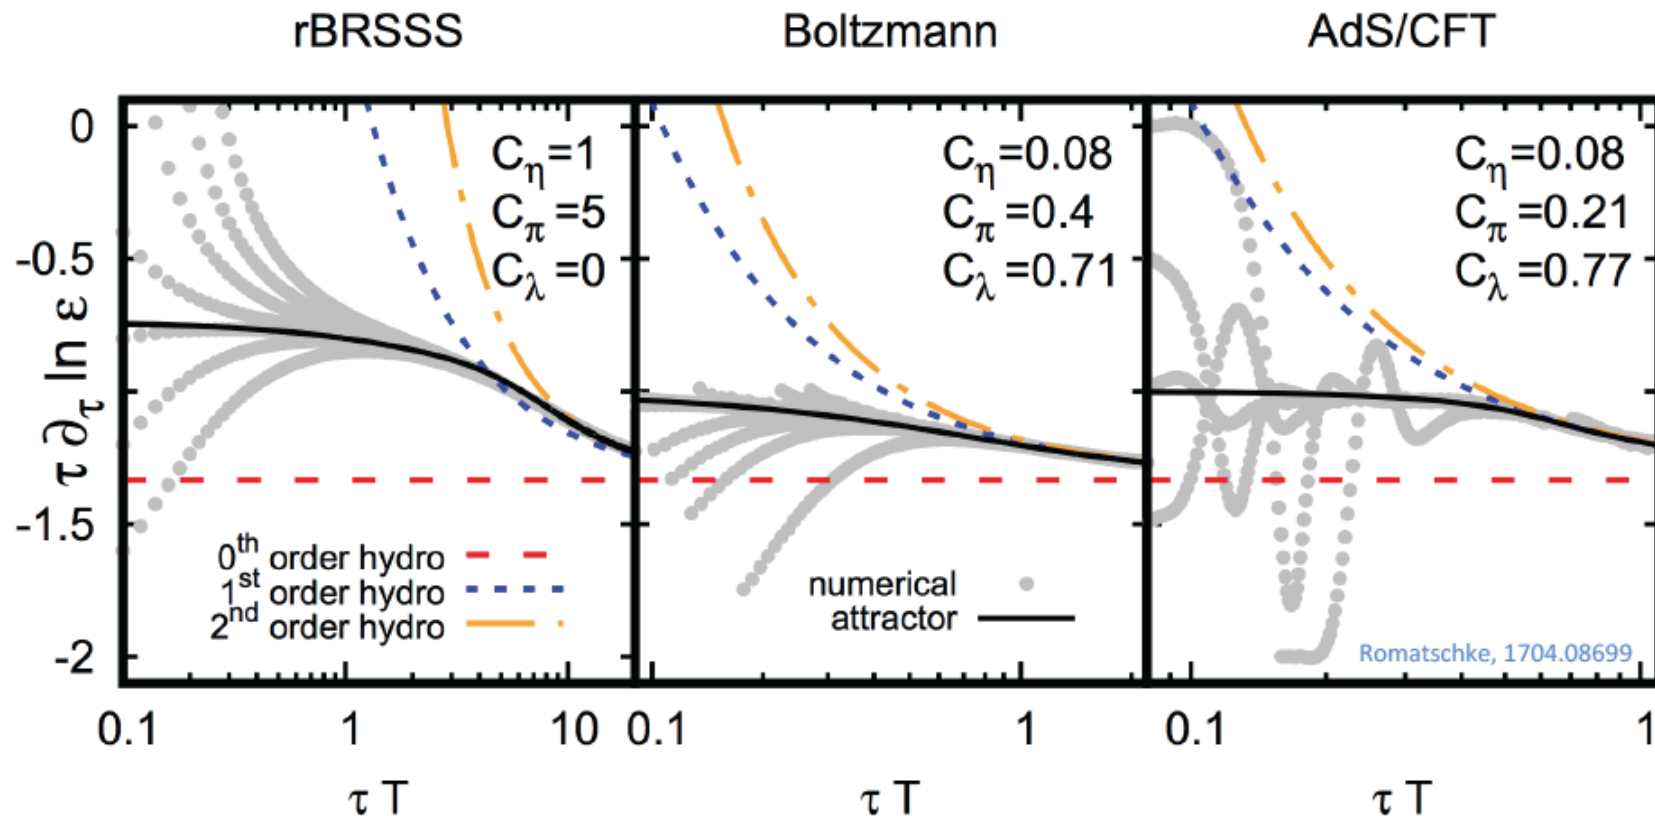 rBRSSS
Boltzmann
AdS/CFT
τ ∂τ ln ε
0
-0.5
-1.5
-2
Cη=1
Cπ=5
Cλ=0
Cη=0.08
Cπ=0.4
Cλ=0.71
Cη=0.08
Cπ=0.21
Cλ=0.77
0th order hydro
1st order hydro
2nd order hydro
numerical
attractor
Romatschke, 1704.08699
0.1 1 10
0.1 1
0.1 1
τ T
τ T
τ T